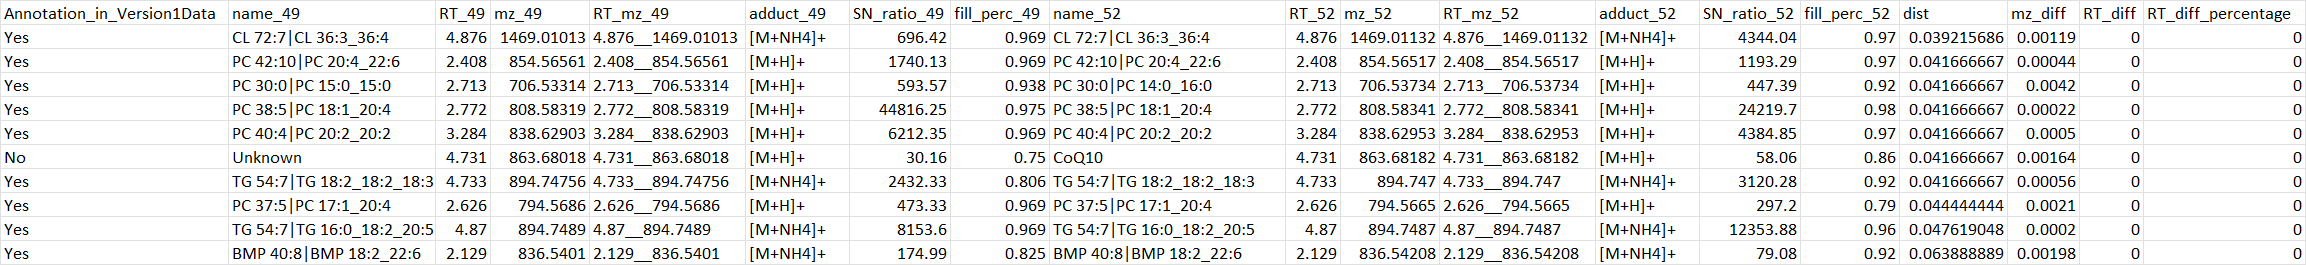 Annotation_in_Version1Data name_49 RT_49 mz_49 RT_mz_49 adduct_49 SN_ratio_49 fill_perc_49 name_52 RT_52 mz_52 RT_mz_52 adduct_52 SN_ratio_52 fill_perc_52 dist mz_diff RT_diff RT_diff_percentage
Yes CL 72:7|CL 36:3_36:4 4.876 1469.01013 4.876__1469.01013 [M+NH4]+ 696.42 0.969 CL 72:7|CL 36:3_36:4 4.876 1469.01132 4.876__1469.01132 [M+NH4]+ 4344.04 0.97 0.039215686 0.00119 0 0
Yes PC 42:10|PC 20:4_22:6 2.408 854.56561 2.408__854.56561 [M+H]+ 1740.13 0.969 PC 42:10|PC 20:4_22:6 2.408 854.56517 2.408__854.56517 [M+H]+ 1193.29 0.97 0.041666667 0.00044 0 0
Yes PC 30:0|PC 15:0_15:0 2.713 706.53314 2.713__706.53314 [M+H]+ 593.57 0.938 PC 30:0|PC 14:0_16:0 2.713 706.53734 2.713__706.53734 [M+H]+ 447.39 0.92 0.041666667 0.0042 0 0
Yes PC 38:5|PC 18:1_20:4 2.772 808.58319 2.772__808.58319 [M+H]+ 44816.25 0.975 PC 38:5|PC 18:1_20:4 2.772 808.58341 2.772__808.58341 [M+H]+ 24219.7 0.98 0.041666667 0.00022 0 0
Yes PC 40:4|PC 20:2_20:2 3.284 838.62903 3.284__838.62903 [M+H]+ 6212.35 0.969 PC 40:4|PC 20:2_20:2 3.284 838.62953 3.284__838.62953 [M+H]+ 4384.85 0.97 0.041666667 0.0005 0 0
No Unknown 4.731 863.68018 4.731__863.68018 [M+H]+ 30.16 0.75 CoQ10 4.731 863.68182 4.731__863.68182 [M+H]+ 58.06 0.86 0.041666667 0.00164 0 0
Yes TG 54:7|TG 18:2_18:2_18:3 4.733 894.74756 4.733__894.74756 [M+NH4]+ 2432.33 0.806 TG 54:7|TG 18:2_18:2_18:3 4.733 894.747 4.733__894.747 [M+NH4]+ 3120.28 0.92 0.041666667 0.00056 0 0
Yes PC 37:5|PC 17:1_20:4 2.626 794.5686 2.626__794.5686 [M+H]+ 473.33 0.969 PC 37:5|PC 17:1_20:4 2.626 794.5665 2.626__794.5665 [M+H]+ 297.2 0.79 0.044444444 0.0021 0 0
Yes TG 54:7|TG 16:0_18:2_20:5 4.87 894.7489 4.87__894.7489 [M+NH4]+ 8153.6 0.969 TG 54:7|TG 16:0_18:2_20:5 4.87 894.7487 4.87__894.7487 [M+NH4]+ 12353.88 0.96 0.047619048 0.0002 0 0
Yes BMP 40:8|BMP 18:2_22:6 2.129 836.5401 2.129__836.5401 [M+NH4]+ 174.99 0.825 BMP 40:8|BMP 18:2_22:6 2.129 836.54208 2.129__836.54208 [M+NH4]+ 79.08 0.92 0.063888889 0.00198 0 0